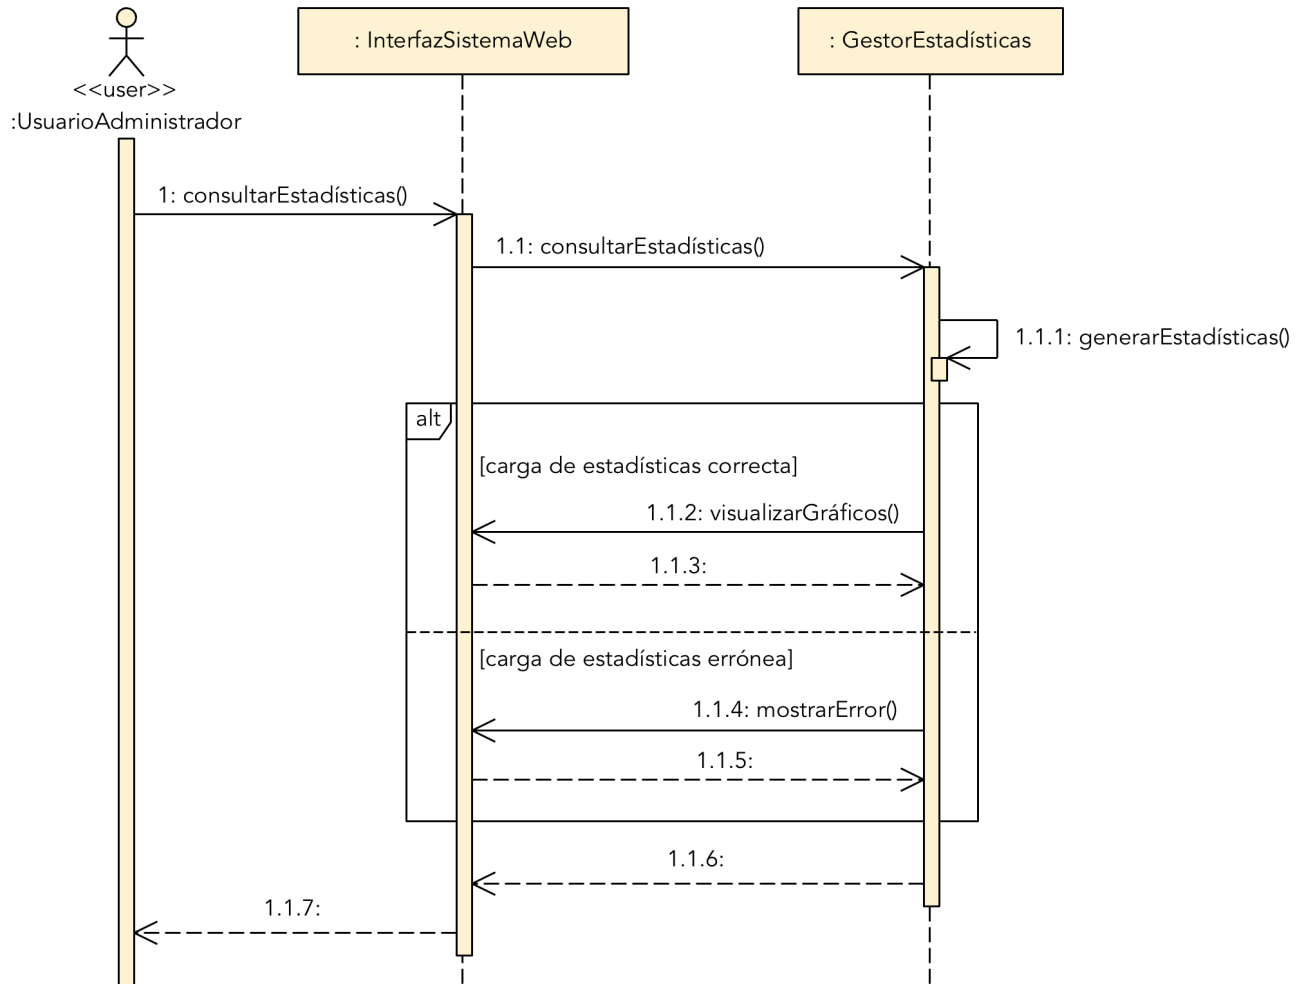 <<user>>
:UsuarioAdministrador
: InterfazSistemaWeb
: GestorEstadísticas
1: consultarEstadísticas()
1.1: consultarEstadísticas()
1.1.1: generarEstadísticas()
alt
[carga de estadísticas correcta]
1.1.2: visualizarGráficos()
1.1.3:
[carga de estadísticas errónea]
1.1.4: mostrarError()
1.1.5:
1.1.6:
1.1.7: